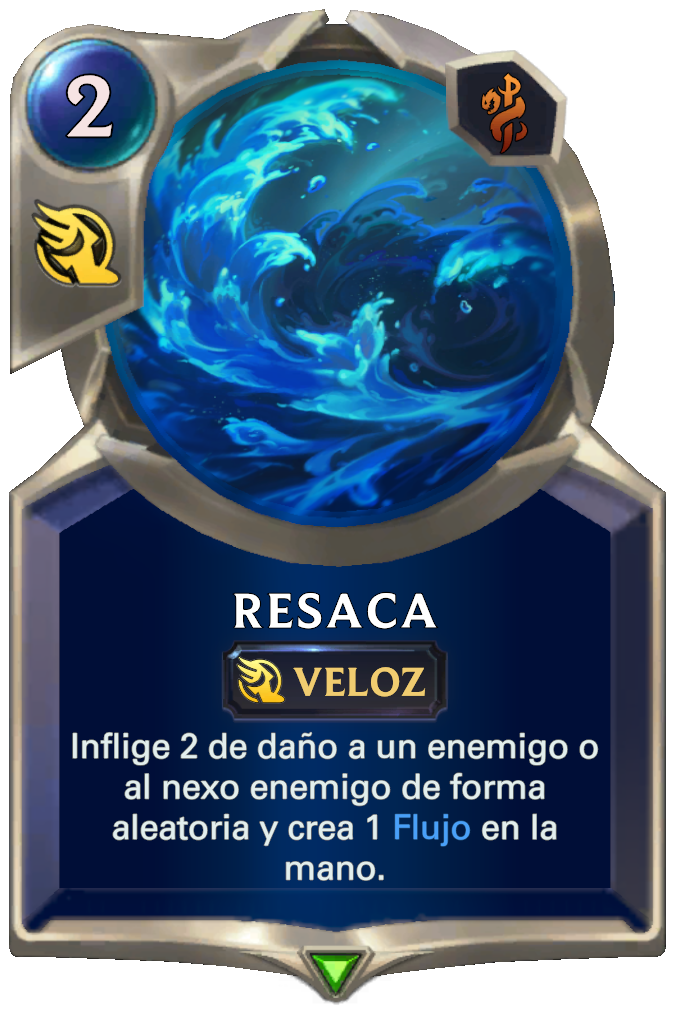 2
RESACA
VELOZ
Inflige 2 de daño a un enemigo o
al nexo enemigo de forma
aleatoria y crea 1 Flujo en la
mano.